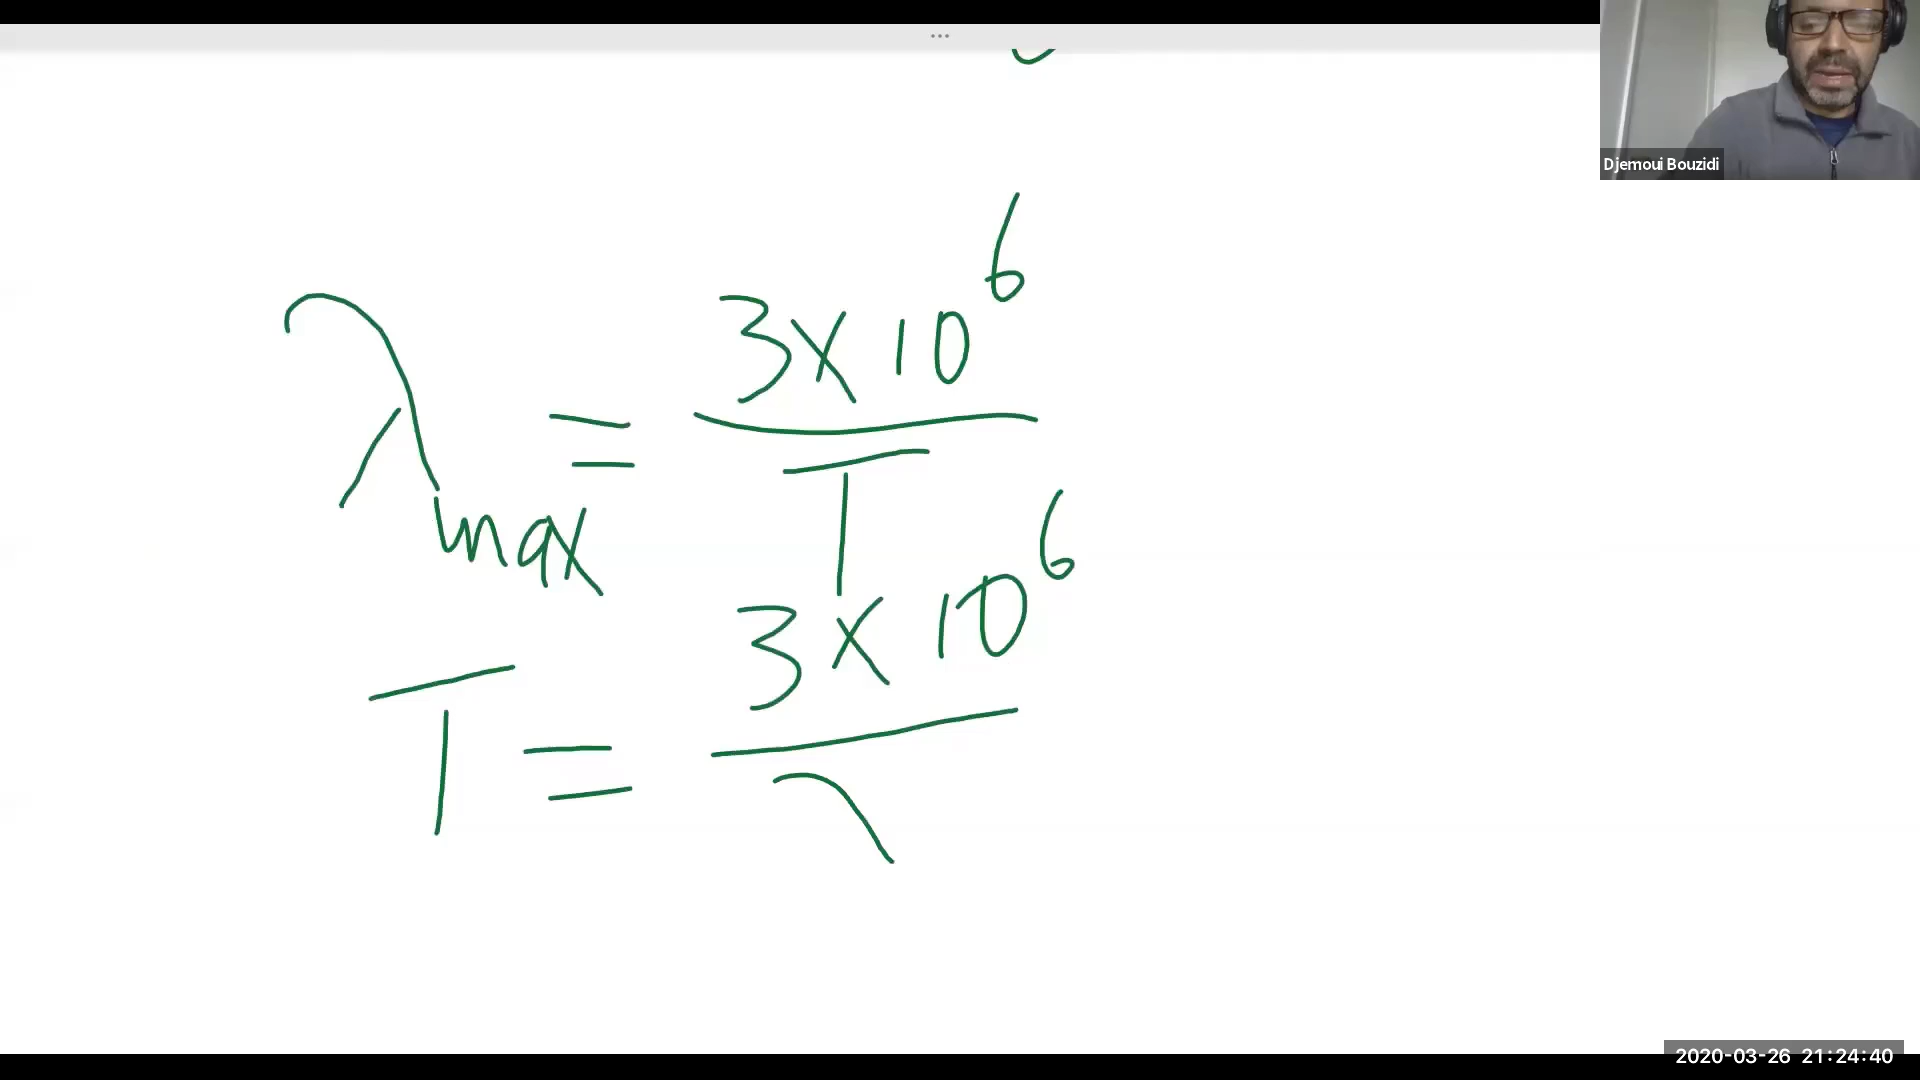 Djemoui Bouzidi
λmax = 3x10^6 / T
T = 3x10^6 / λ
2020-03-26 21:24:40